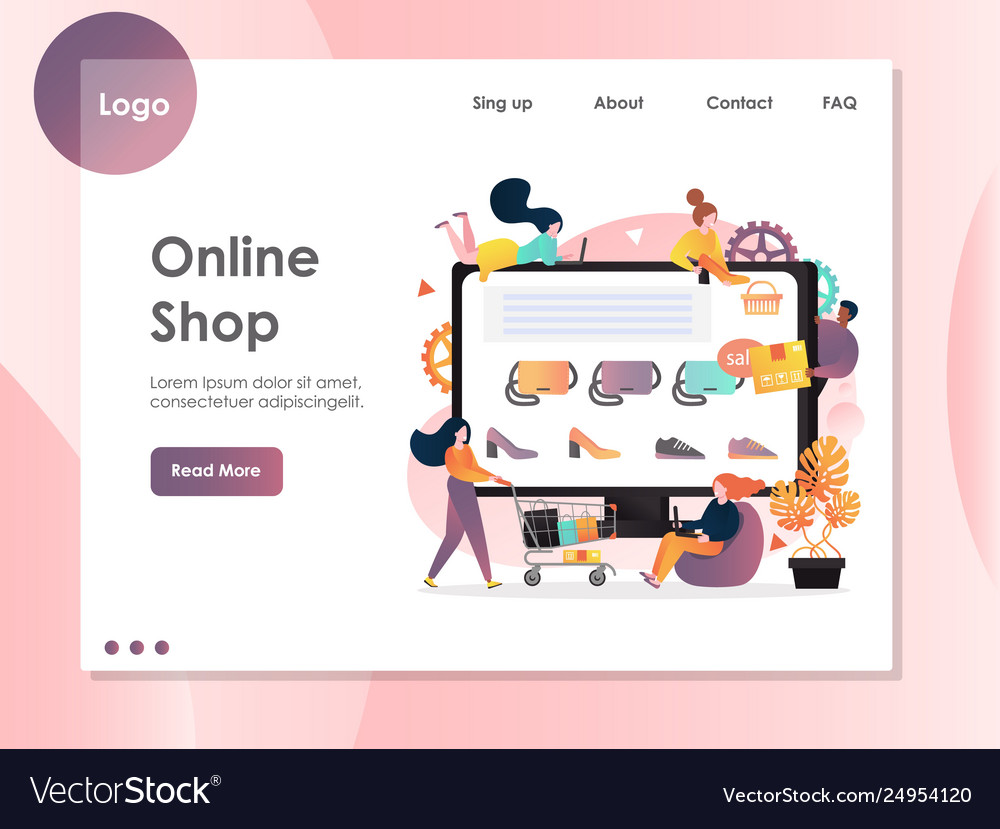 Logo
Sing up
About
Contact
FAQ
Online
Shop
Lorem Ipsum dolor sit amet,
consectetuer adipiscingelit.
Read More
sal
VectorStock®
VectorStock.com/24954120